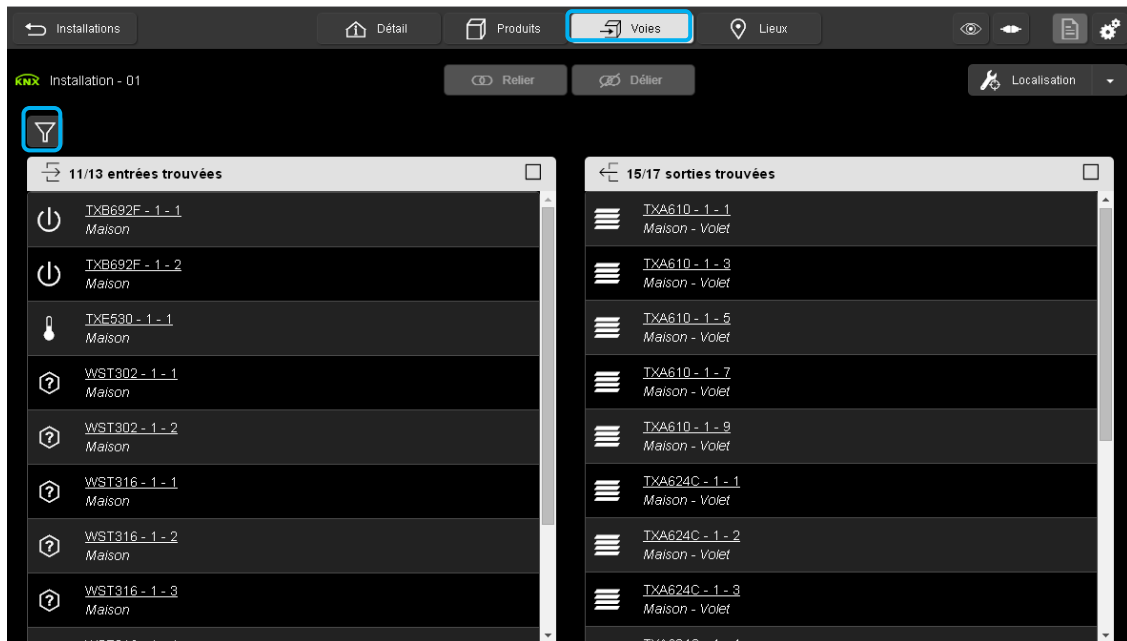 Installations
Détail
Produits
Voies
Lieux
KNX Installation - 01
Relier
Délier
Localisation
11/13 entrées trouvées
TXB692F - 1 - 1
Maison
TXB692F - 1 - 2
Maison
TXE530 - 1 - 1
Maison
WST302 - 1 - 1
Maison
WST302 - 1 - 2
Maison
WST316 - 1 - 1
Maison
WST316 - 1 - 2
Maison
WST316 - 1 - 3
Maison
15/17 sorties trouvées
TXA610 - 1 - 1
Maison - Volet
TXA610 - 1 - 3
Maison - Volet
TXA610 - 1 - 5
Maison - Volet
TXA610 - 1 - 7
Maison - Volet
TXA610 - 1 - 9
Maison - Volet
TXA624C - 1 - 1
Maison - Volet
TXA624C - 1 - 2
Maison - Volet
TXA624C - 1 - 3
Maison - Volet